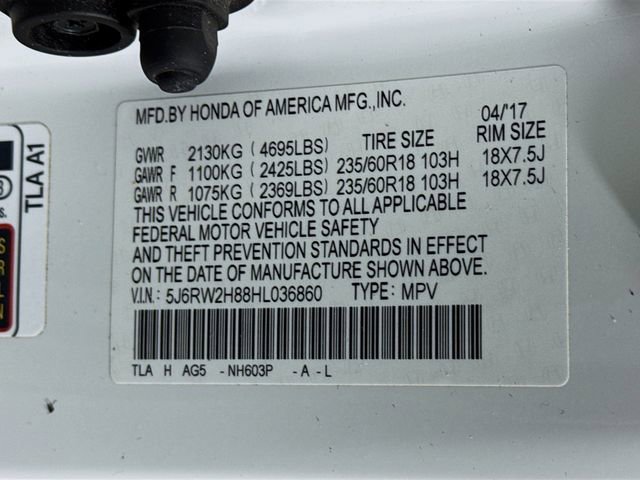 MFD.BY HONDA OF AMERICA MFG.,INC. 04/'17
GVWR 2130KG (4695LBS) TIRE SIZE RIM SIZE
GAWR F 1100KG (2425LBS) 235/60R18 103H 18X7.5J
GAWR R 1075KG (2369LBS) 235/60R18 103H 18X7.5J
THIS VEHICLE CONFORMS TO ALL APPLICABLE
FEDERAL MOTOR VEHICLE SAFETY
AND THEFT PREVENTION STANDARDS IN EFFECT
ON THE DATE OF MANUFACTURE SHOWN ABOVE.
V.I.N.: 5J6RW2H88HL036860 TYPE: MPV
TLA H AG5 -NH603P -A-L
TLA A1